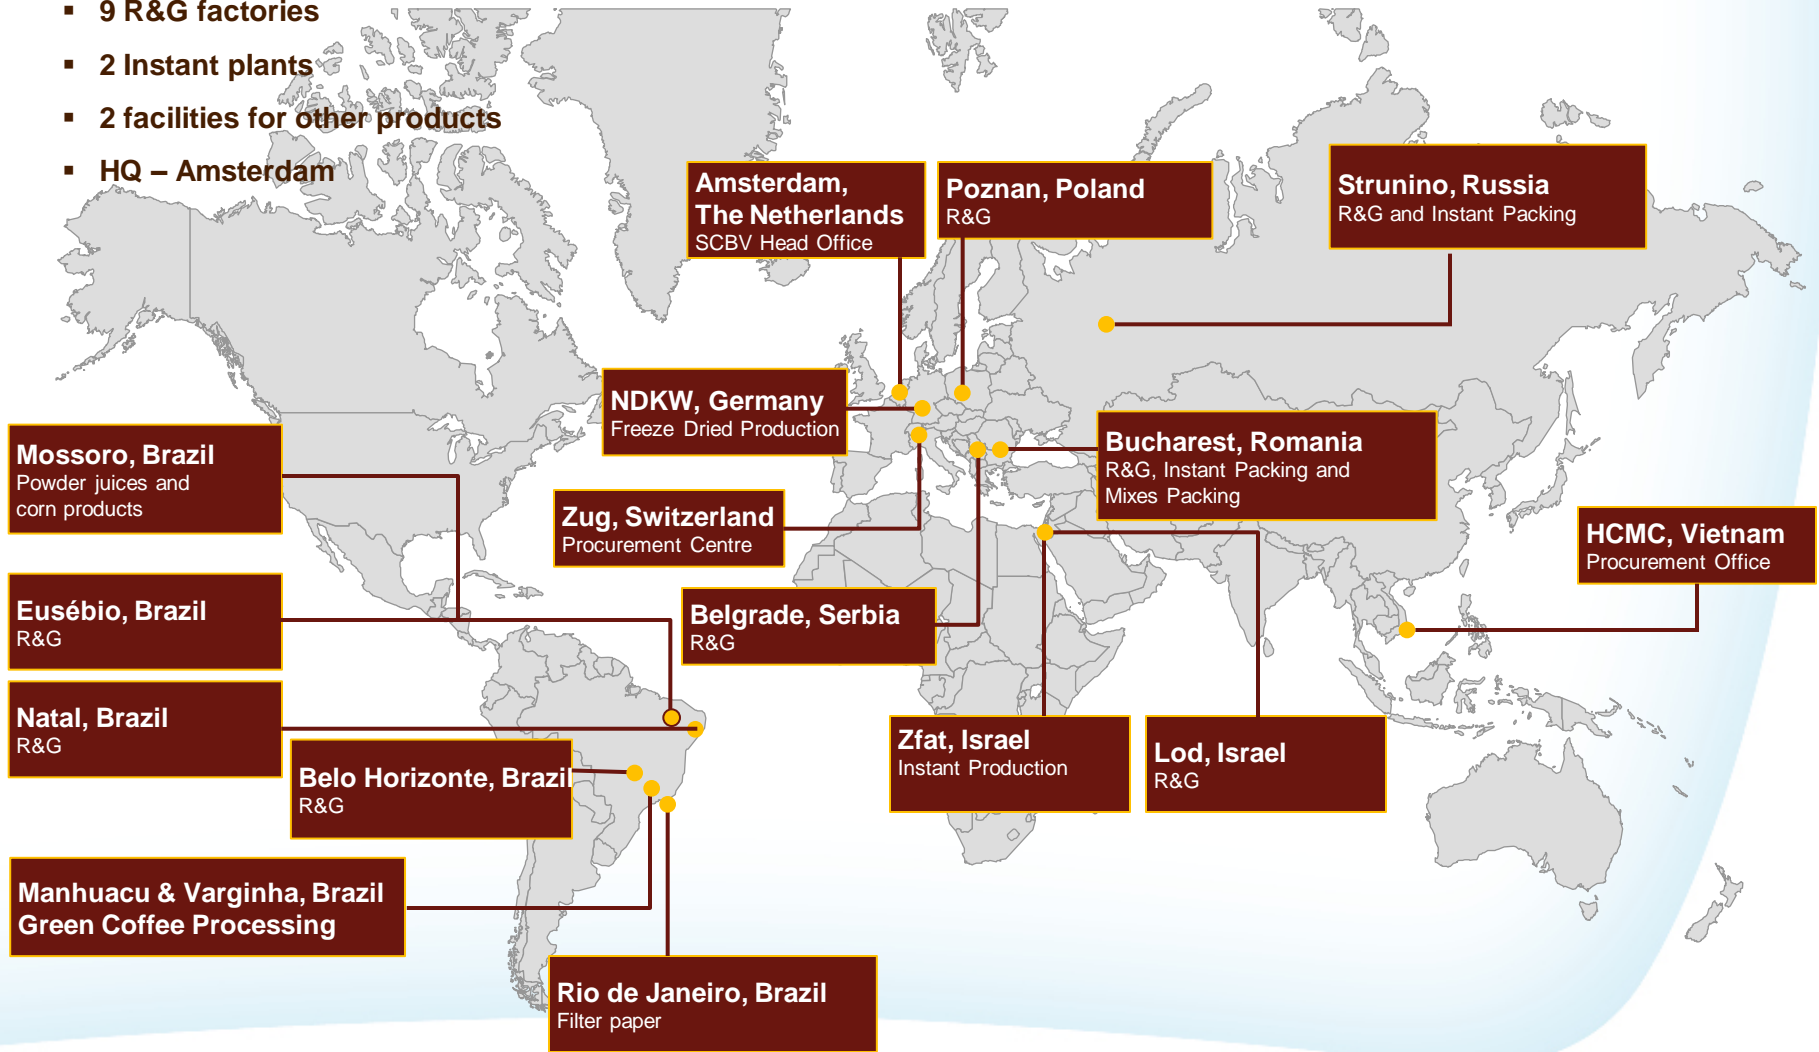 ▪ 9 R&G factories
▪ 2 Instant plants
▪ 2 facilities for other products
▪ HQ – Amsterdam
Amsterdam,
The Netherlands
SCBV Head Office
Poznan, Poland
R&G
Strunino, Russia
R&G and Instant Packing
NDKW, Germany
Freeze Dried Production
Mossoro, Brazil
Powder juices and
corn products
Bucharest, Romania
R&G, Instant Packing and
Mixes Packing
Zug, Switzerland
Procurement Centre
HCMC, Vietnam
Procurement Office
Eusébio, Brazil
R&G
Belgrade, Serbia
R&G
Natal, Brazil
R&G
Belo Horizonte, Brazil
R&G
Zfat, Israel
Instant Production
Lod, Israel
R&G
Manhuacu & Varginha, Brazil
Green Coffee Processing
Rio de Janeiro, Brazil
Filter paper